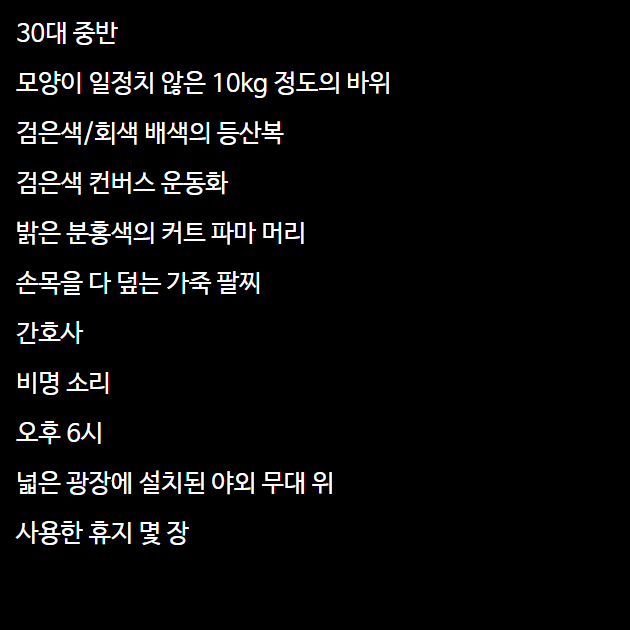 30대 중반
모양이 일정치 않은 10kg 정도의 바위
검은색/회색 배색의 등산복
검은색 컨버스 운동화
밝은 분홍색의 커트 파마 머리
손목을 다 덮는 가죽 팔찌
간호사
비명 소리
오후 6시
넓은 광장에 설치된 야외 무대 위
사용한 휴지 몇 장